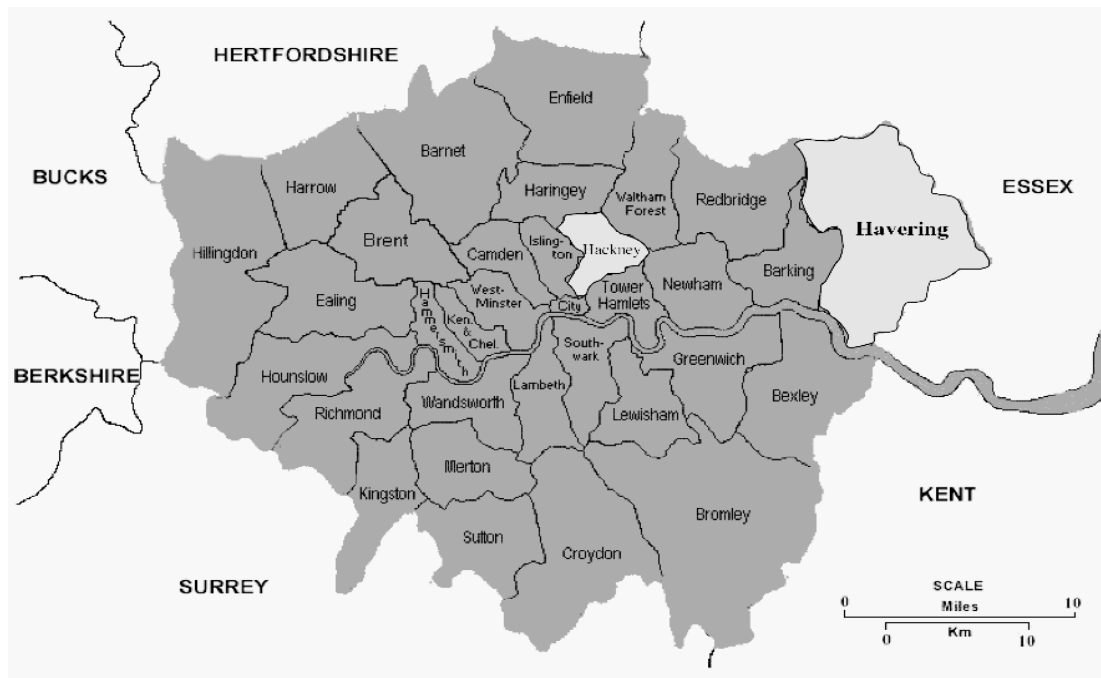 HERTFORDSHIRE
Enfield
BUCKS
Barnet
Harrow
Haringey
Waltham
Forest
Redbridge
ESSEX
Hillingdon
Brent
Camden
Isling-
ton
Hackney
Havering
Ealing
Hammersmith
Ken.
&
Chel.
West-
Minster
City
Tower
Hamlets
Newham
Barking
BERKSHIRE
Hounslow
Richmond
Wandsworth
Lambeth
South-
wark
Greenwich
Lewisham
Bexley
Merton
Kingston
Sutton
Croydon
Bromley
KENT
SURREY
SCALE
Miles
0 10
Km
0 10